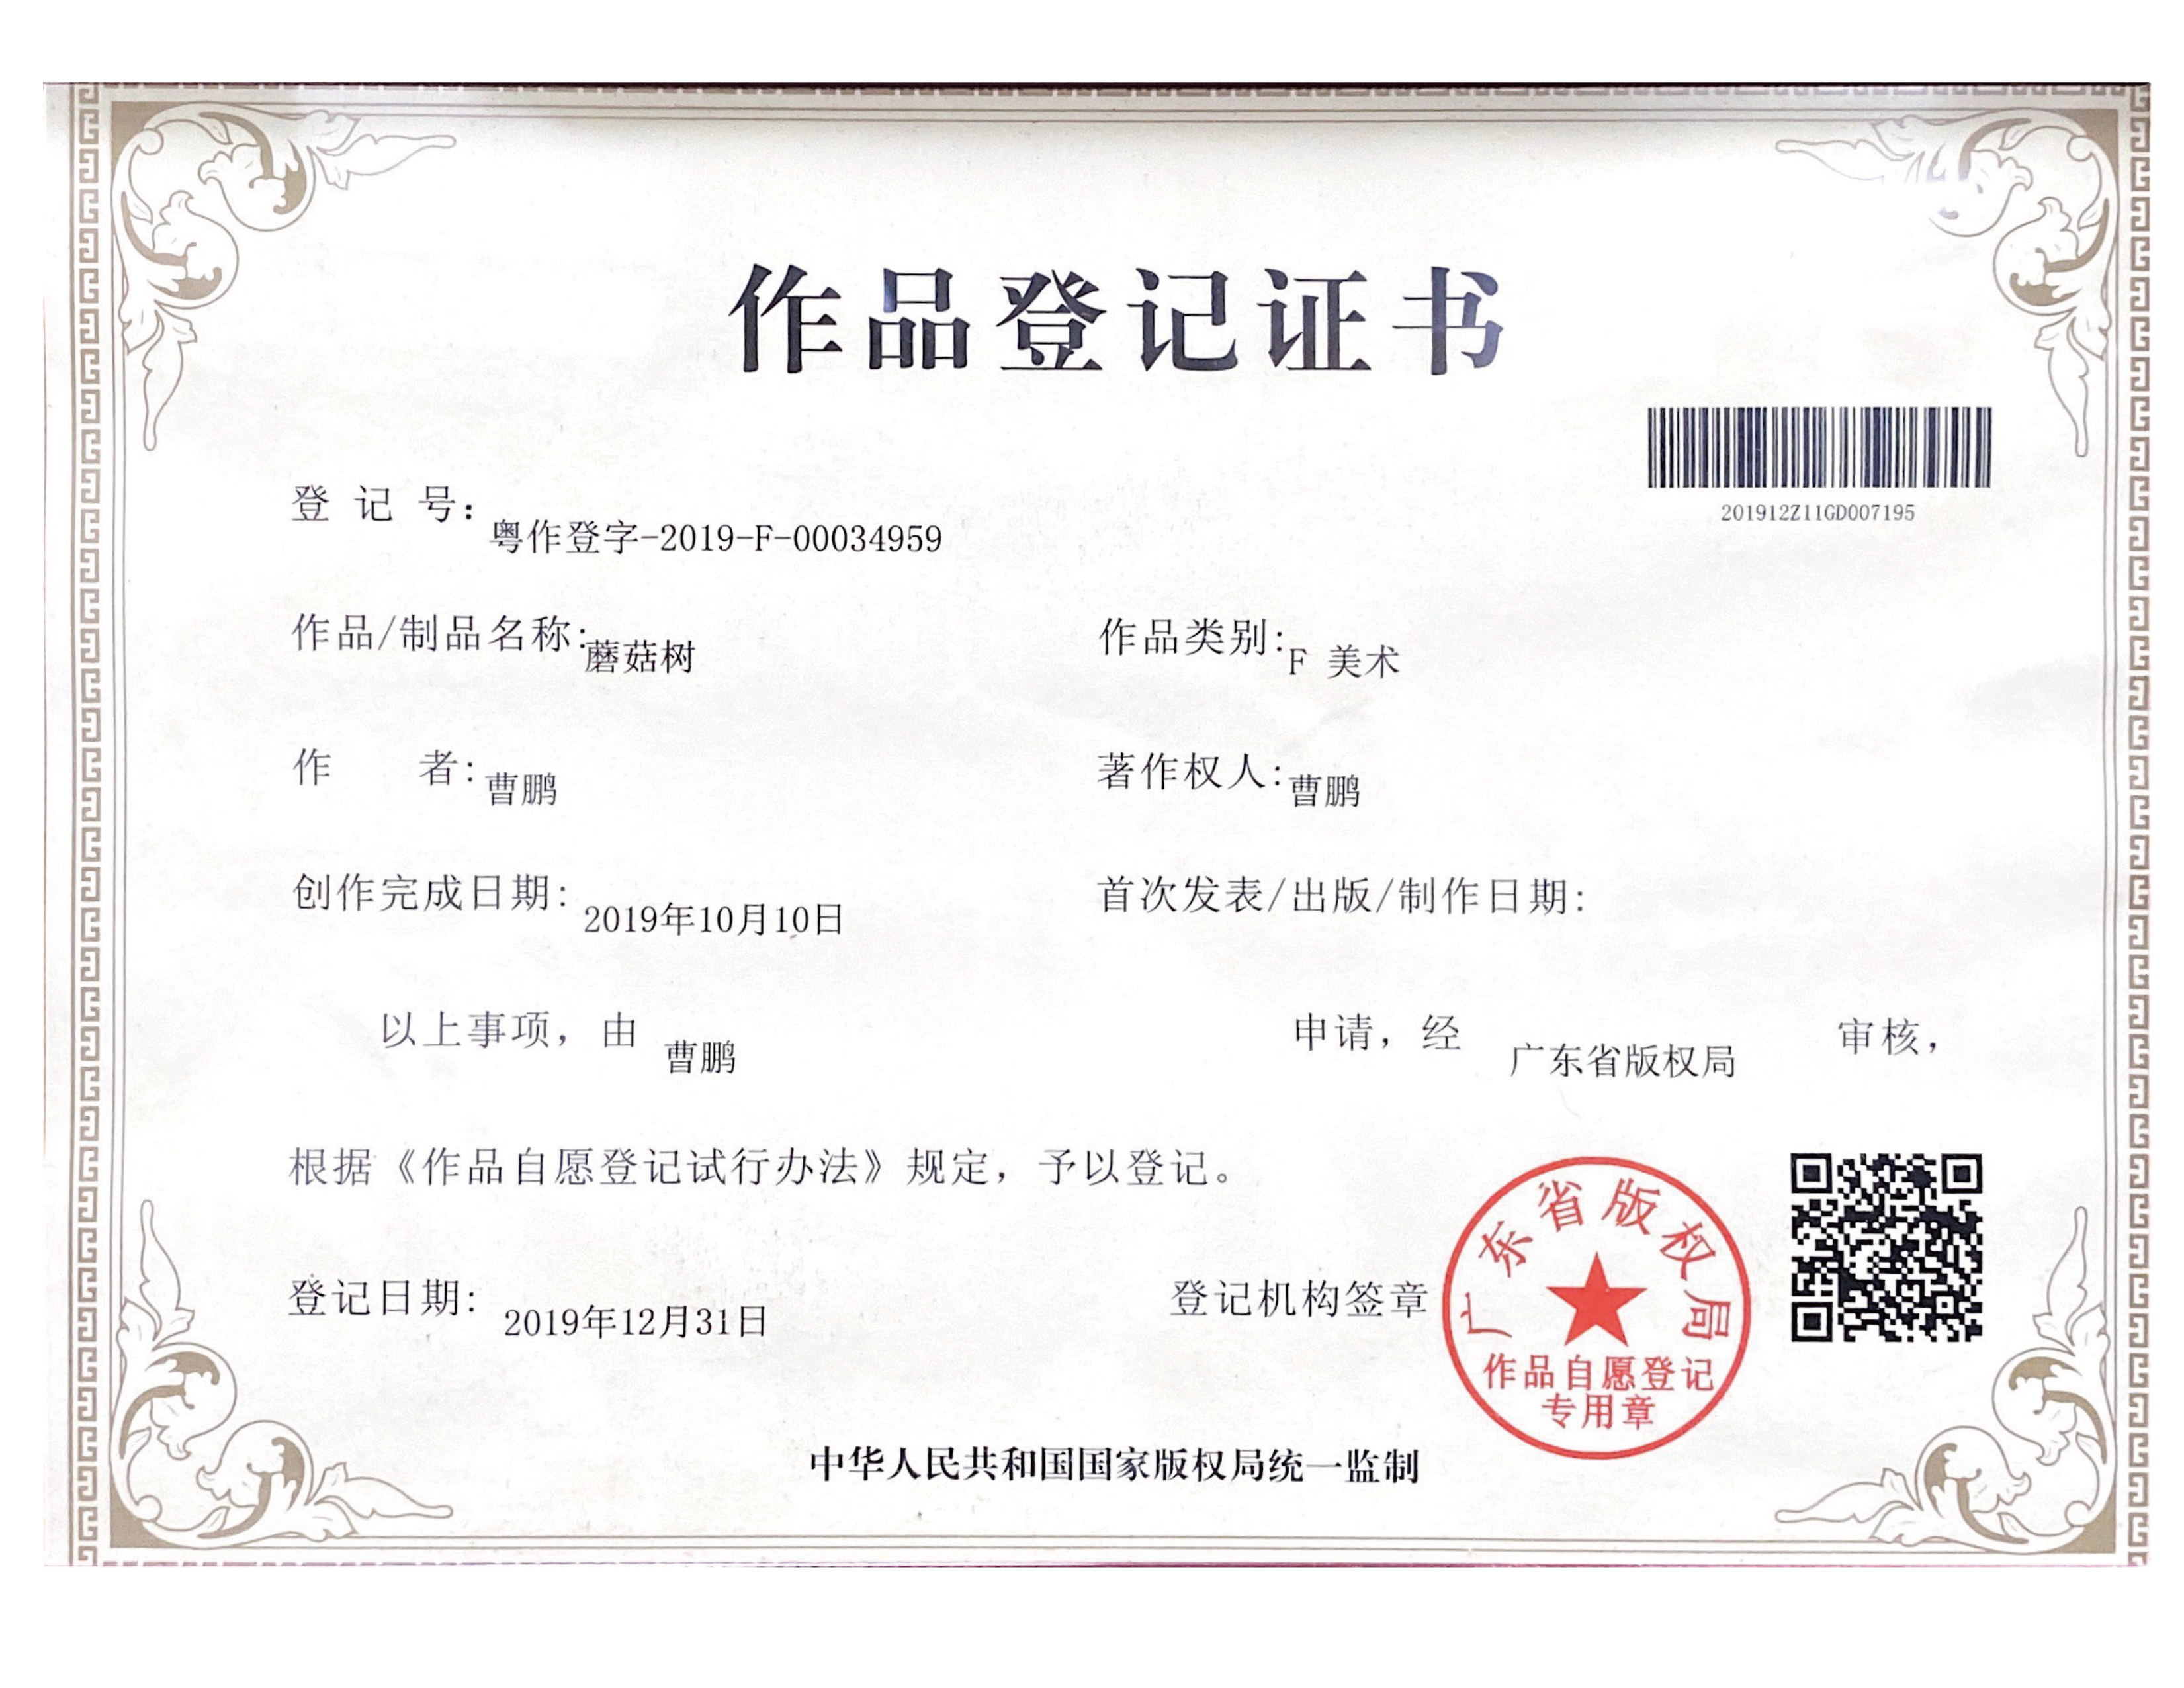 作品登记证书
201912Z11GD007195
登 记 号：粤作登字-2019-F-00034959
作品/制品名称:蘑菇树 作品类别:F 美术
作 者:曹鹏 著作权人:曹鹏
创作完成日期:2019年10月10日 首次发表/出版/制作日期:
以上事项，由 曹鹏 申请，经 广东省版权局 审核，
根据《作品自愿登记试行办法》规定，予以登记。
登记日期:2019年12月31日 登记机构签章
广东省版权局
作品自愿登记
专用章
中华人民共和国国家版权局统一监制